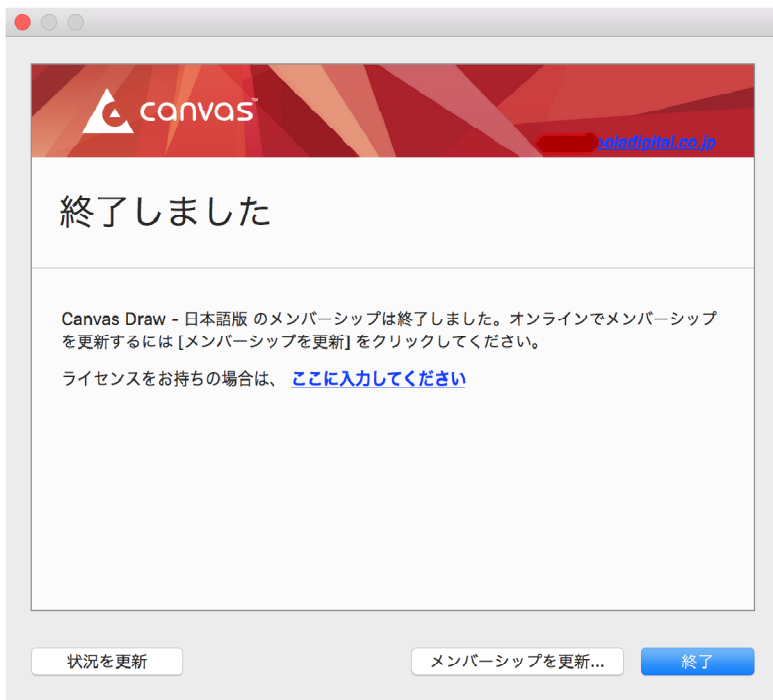 canvas™
oladigital.co.jp
終了しました
Canvas Draw - 日本語版 のメンバーシップは終了しました。オンラインでメンバーシップ
を更新するには [メンバーシップを更新] をクリックしてください。
ライセンスをお持ちの場合は、 ここに入力してください
状況を更新
メンバーシップを更新...
終了